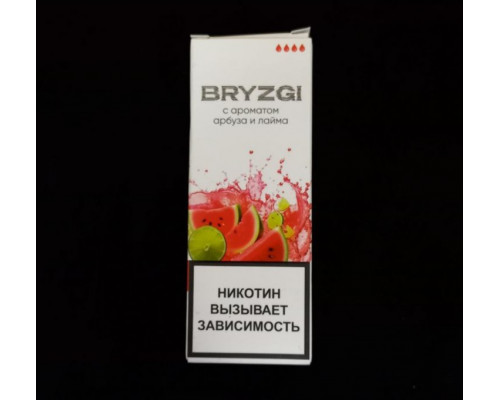 BRYZGI
с ароматом
арбуза и лайма
НИКОТИН
ВЫЗЫВАЕТ
ЗАВИСИМОСТЬ